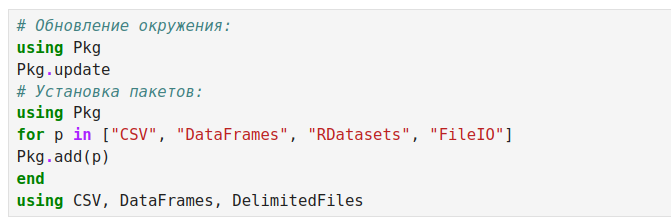 # Обновление окружения:
using Pkg
Pkg.update
# Установка пакетов:
using Pkg
for p in ["CSV", "DataFrames", "RDatasets", "FileIO"]
Pkg.add(p)
end
using CSV, DataFrames, DelimitedFiles